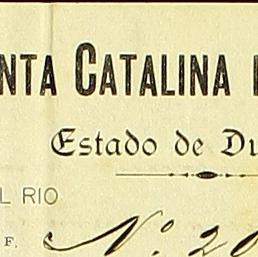 NTA CATALINA
Estado de Du
L RIO
F. Nº. 20